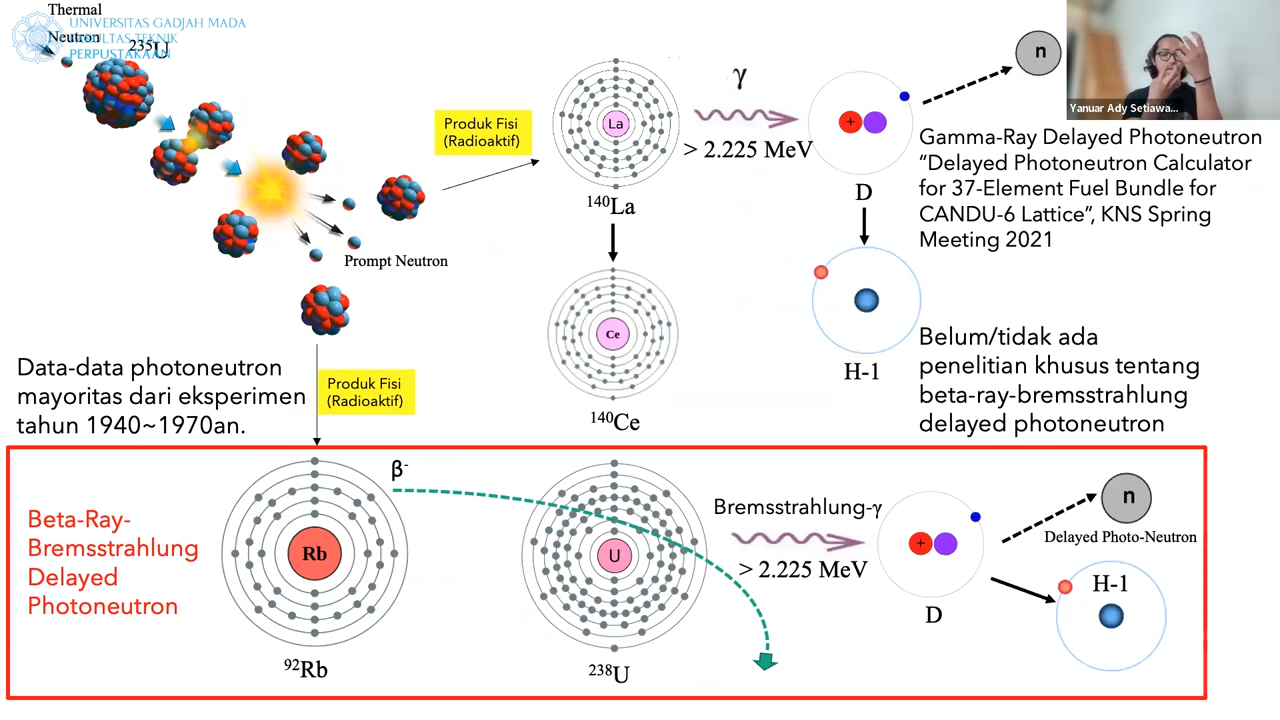 Thermal
Neutron
235U
UNIVERSITAS GADJAH MADA
FAKULTAS TEKNIK
PERPUSTAKAAN
Prompt Neutron
Produk Fisi
(Radioaktif)
La
140La
γ
> 2.225 MeV
+
D
n
Yanuar Ady Setiawa...
Gamma-Ray Delayed Photoneutron
“Delayed Photoneutron Calculator
for 37-Element Fuel Bundle for
CANDU-6 Lattice”, KNS Spring
Meeting 2021
Ce
140Ce
H-1
Belum/tidak ada
penelitian khusus tentang
beta-ray-bremsstrahlung
delayed photoneutron
Data-data photoneutron
mayoritas dari eksperimen
tahun 1940~1970an.
Produk Fisi
(Radioaktif)
Beta-Ray-
Bremsstrahlung
Delayed
Photoneutron
Rb
92Rb
β-
U
238U
Bremsstrahlung-γ
> 2.225 MeV
+
D
n
Delayed Photo-Neutron
H-1